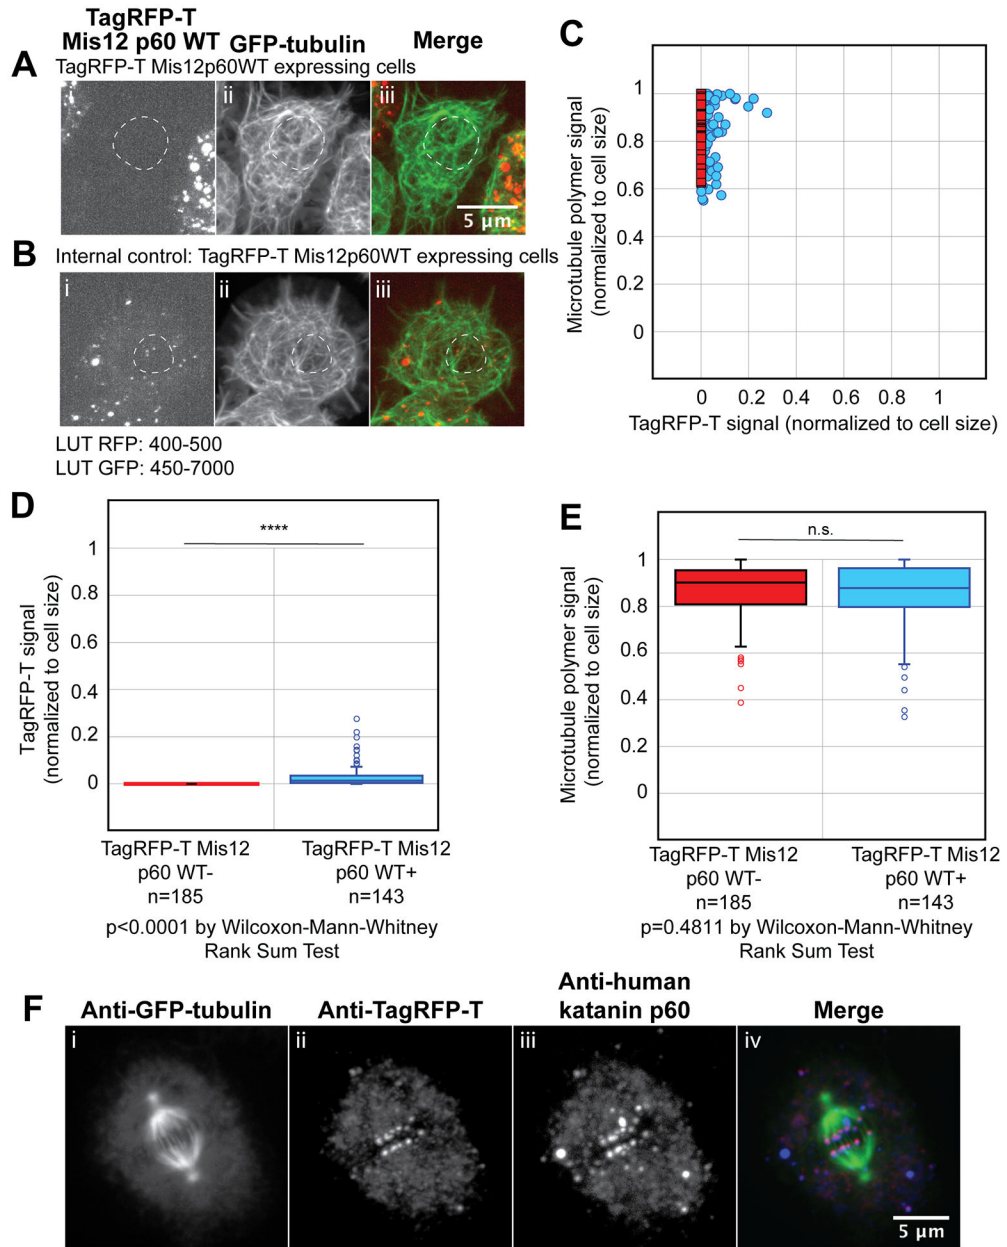 TagRFP-T
Mis12 p60 WT GFP-tubulin Merge
A TagRFP-T Mis12p60WT expressing cells
ii iii
5 µm
B Internal control: TagRFP-T Mis12p60WT expressing cells
i ii iii
LUT RFP: 400-500
LUT GFP: 450-7000
C
Microtubule polymer signal
(normalized to cell size)
1
0.8
0.6
0.4
0.2
0
0 0.2 0.4 0.6 0.8 1
TagRFP-T signal (normalized to cell size)
D
TagRFP-T signal
(normalized to cell size)
****
1
0.8
0.6
0.4
0.2
0
TagRFP-T Mis12 TagRFP-T Mis12
p60 WT- p60 WT+
n=185 n=143
p<0.0001 by Wilcoxon-Mann-Whitney
Rank Sum Test
E
Microtubule polymer signal
(normalized to cell size)
n.s.
1
0.8
0.6
0.4
0.2
0
TagRFP-T Mis12 TagRFP-T Mis12
p60 WT- p60 WT+
n=185 n=143
p=0.4811 by Wilcoxon-Mann-Whitney
Rank Sum Test
F
Anti-GFP-tubulin Anti-TagRFP-T Anti-human
katanin p60 Merge
i ii iii iv
5 µm